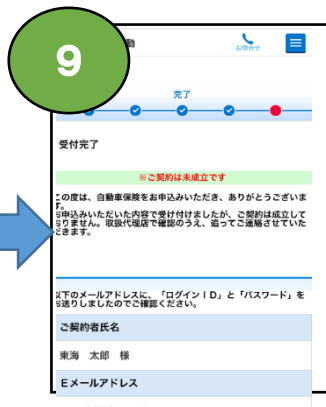 9
動
お問合せ
完了
受付完了
※ご契約は未成立です
この度は、自動車保険をお申込みいただき、ありがとうございま
す。
お申込みいただいた内容で受け付けましたが、ご契約は成立して
おりません。取扱代理店で確認のうえ、追ってご連絡させていた
だきます。
以下のメールアドレスに、「ログインＩＤ」と「パスワード」を
お送りしましたのでご確認ください。
ご契約者氏名
東海 太郎 様
Ｅメールアドレス